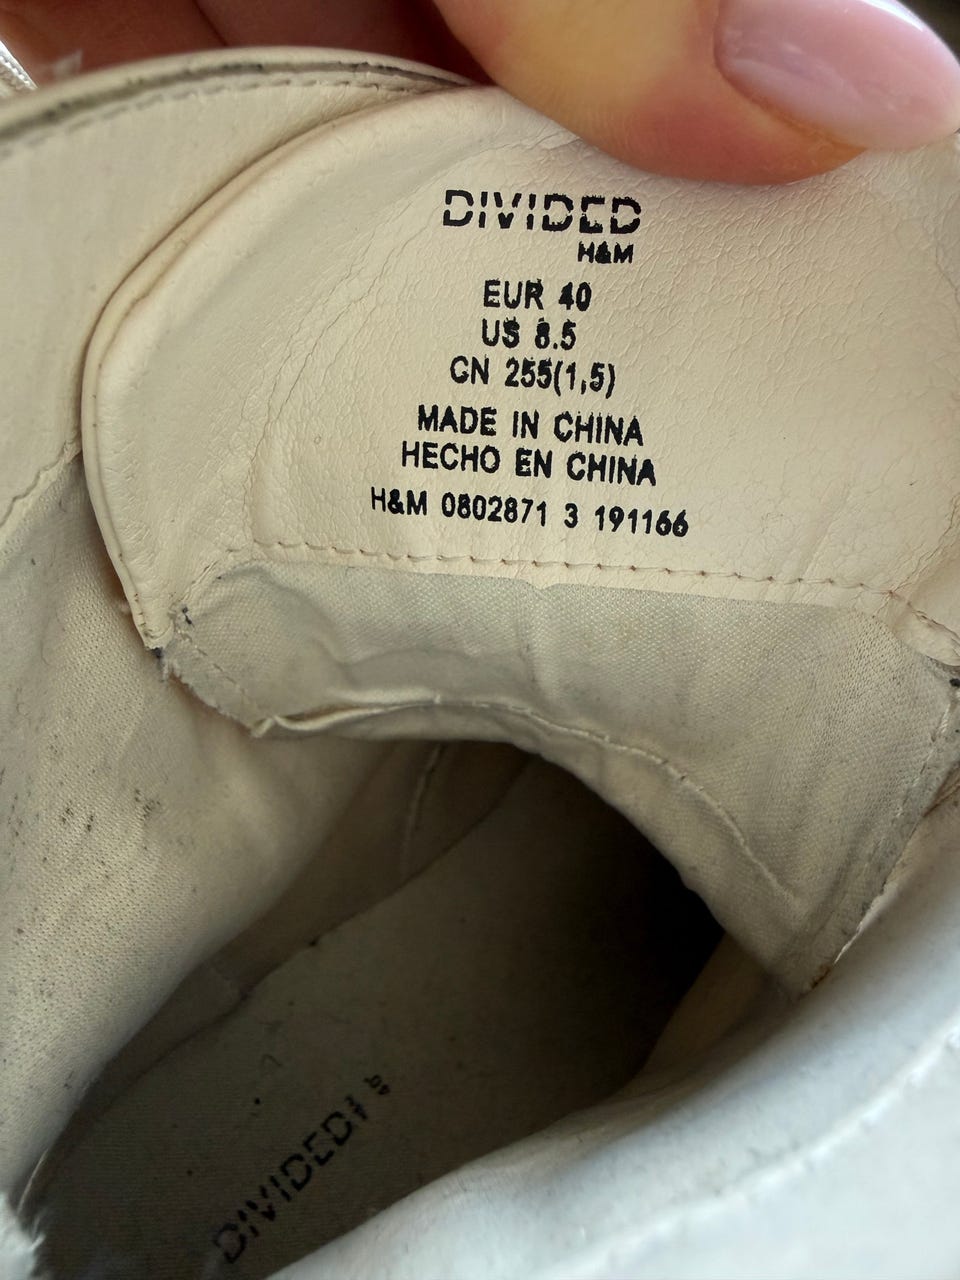 DIVIDED
H&M
EUR 40
US 8.5
CN 255(1,5)
MADE IN CHINA
HECHO EN CHINA
H&M 0802871 3 191166
DIVIDED